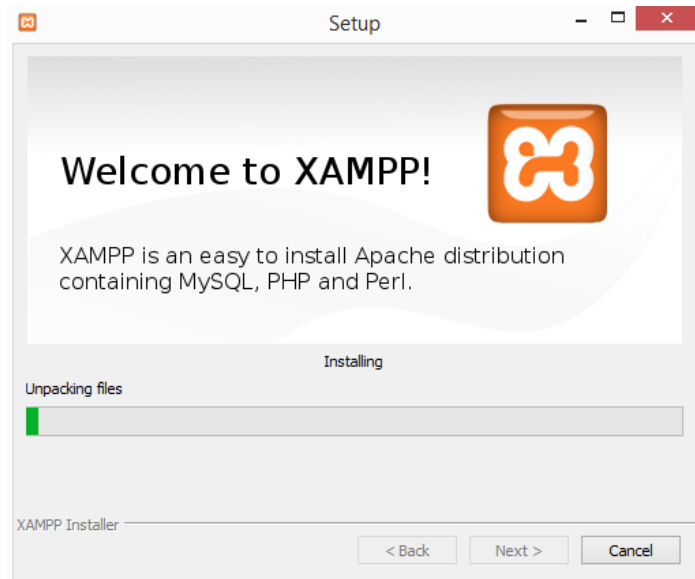 Setup
Welcome to XAMPP!
XAMPP is an easy to install Apache distribution
containing MySQL, PHP and Perl.
Installing
Unpacking files
XAMPP Installer
< Back
Next >
Cancel